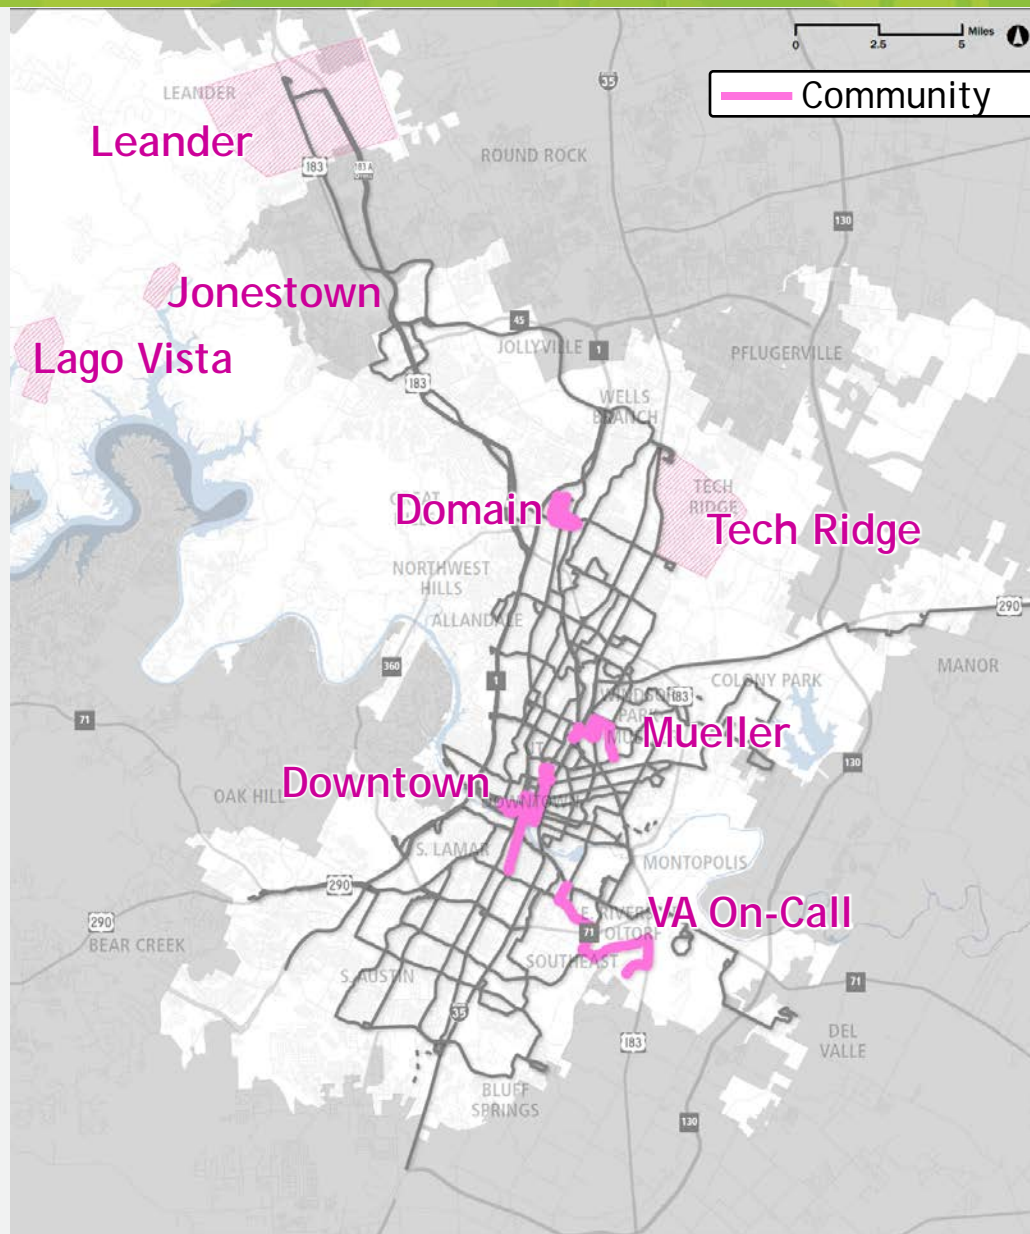 Miles
0 2.5 5
Community
LEANDER
Leander
35
ROUND ROCK
183
183A
130
Jonestown
45
JOLLYVILLE
1
PFLUGERVILLE
Lago Vista
183
WELLS
BRANCH
TECH
RIDGE
Domain
Tech Ridge
NORTHWEST
HILLS
290
ALLANDALE
360
MANOR
1
COLONY PARK
183
71
PARK
Mueller
130
Downtown
OAK HILL
DOWNTOWN
S. LAMAR
MONTOPOLIS
290
VA On-Call
290
71
BEAR CREEK
SOUTHEAST
S. AUSTIN
71
35
183
DEL
VALLE
BLUFF
SPRINGS
130